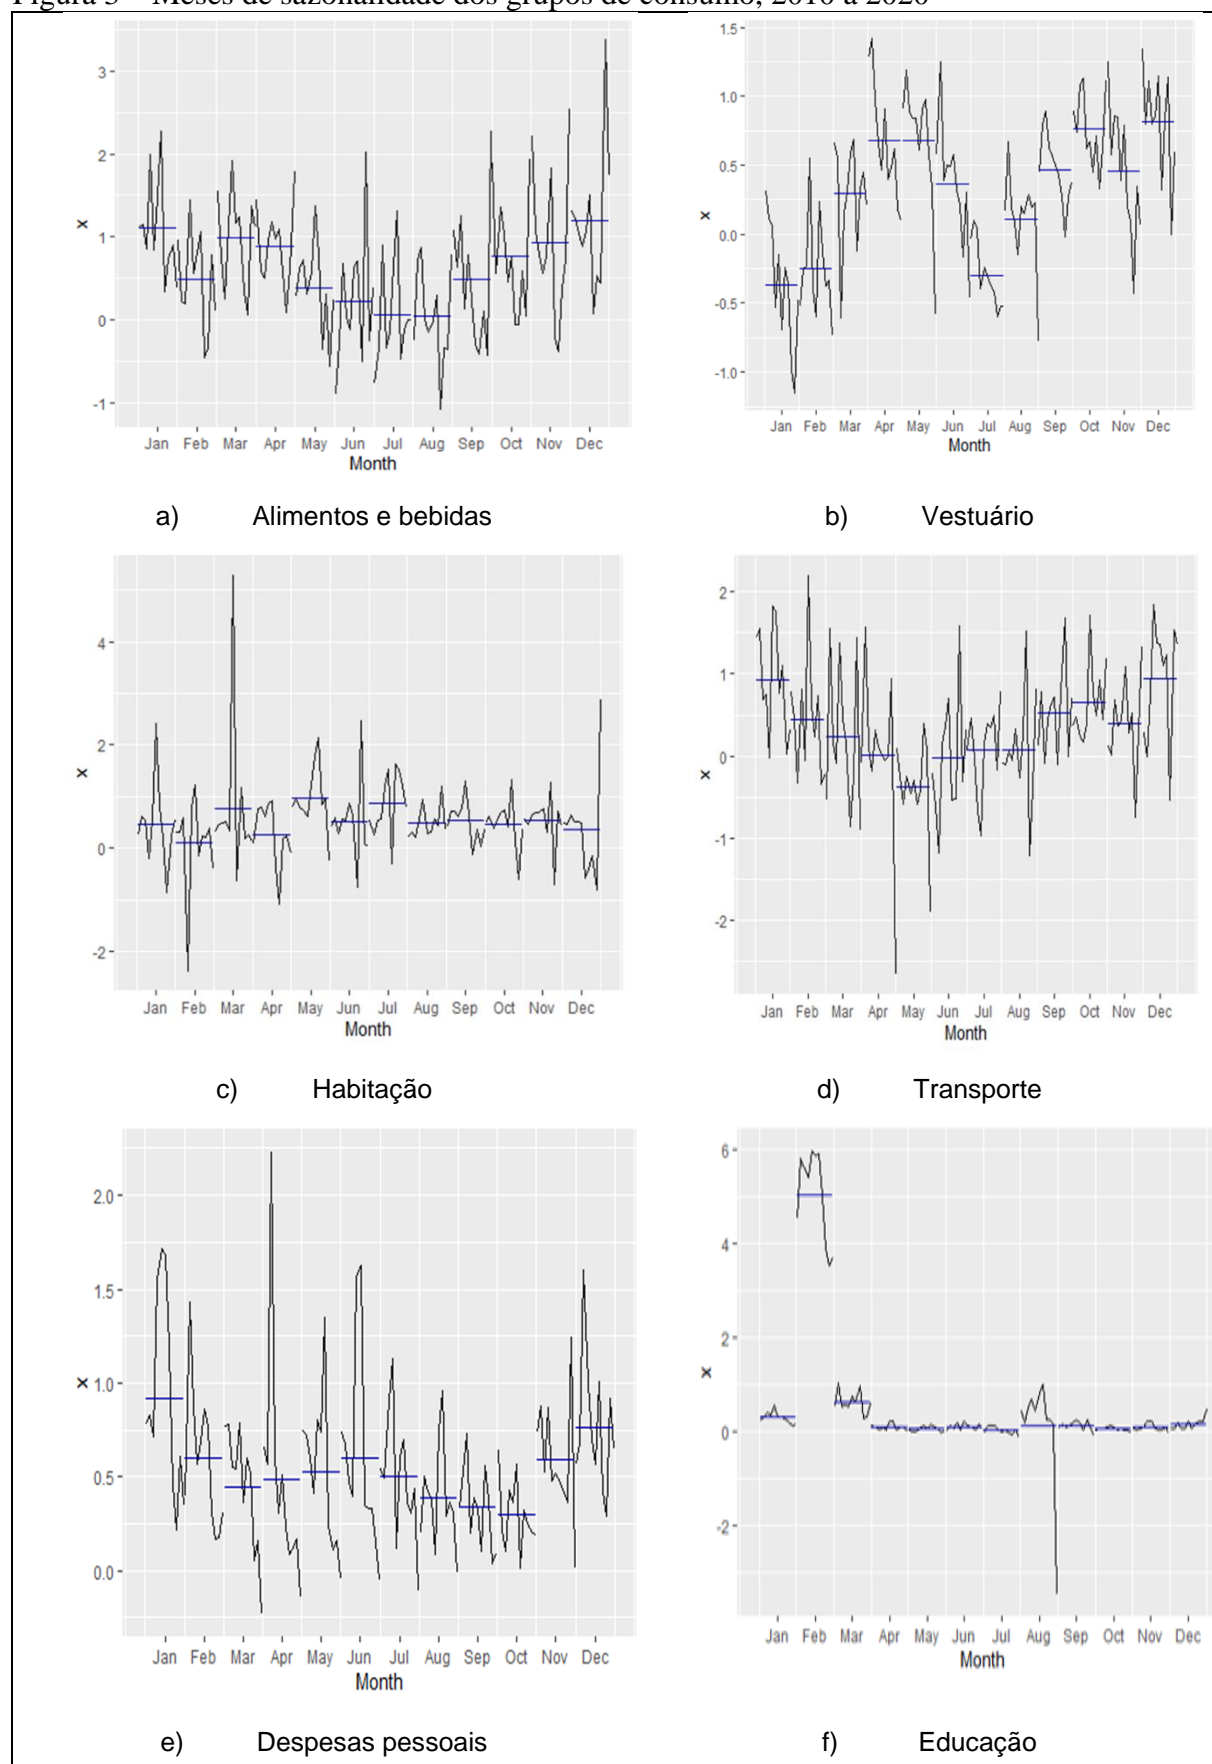 Figura 3 – Meses de sazonalidade dos grupos de consumo, 2010 a 2020
3
2
1
0
-1
x
Jan Feb Mar Apr May Jun Jul Aug Sep Oct Nov Dec
Month
1.5
1.0
0.5
0.0
-0.5
-1.0
x
Jan Feb Mar Apr May Jun Jul Aug Sep Oct Nov Dec
Month
a) Alimentos e bebidas
b) Vestuário
4
2
0
-2
x
Jan Feb Mar Apr May Jun Jul Aug Sep Oct Nov Dec
Month
2
1
0
-1
-2
x
Jan Feb Mar Apr May Jun Jul Aug Sep Oct Nov Dec
Month
c) Habitação
d) Transporte
2.0
1.5
1.0
0.5
0.0
x
Jan Feb Mar Apr May Jun Jul Aug Sep Oct Nov Dec
Month
6
4
2
0
-2
x
Jan Feb Mar Apr May Jun Jul Aug Sep Oct Nov Dec
Month
e) Despesas pessoais
f) Educação